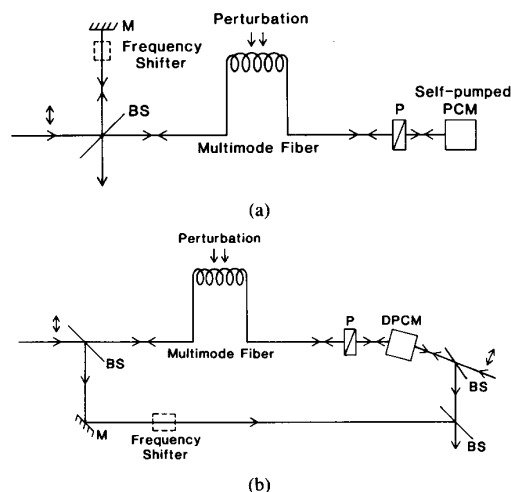 Perturbation
M
Frequency
Shifter
BS
Multimode Fiber
P
Self-pumped
PCM
(a)
Perturbation
BS
Multimode Fiber
P
DPCM
BS
M
Frequency
Shifter
BS
(b)